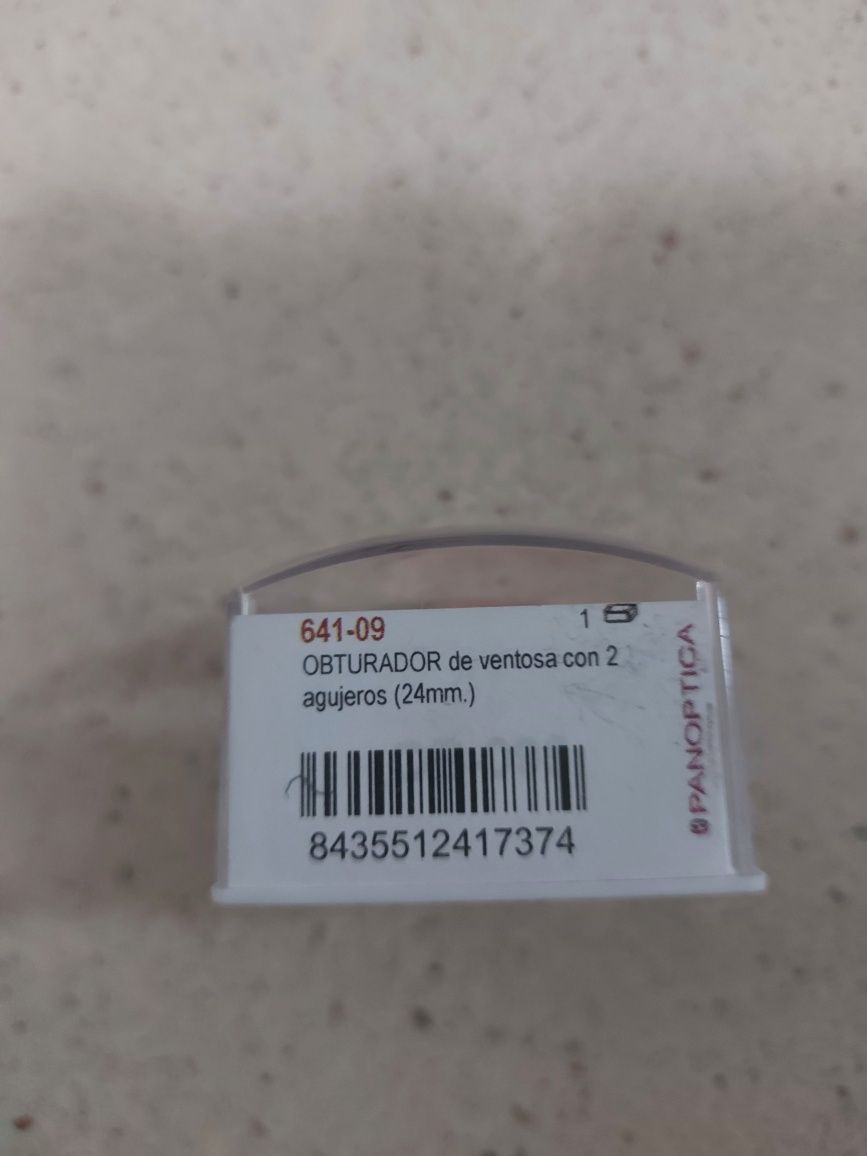 641-09
1
OBTURADOR de ventosa con 2
agujeros (24mm.)
8435512417374
PANOPTICA